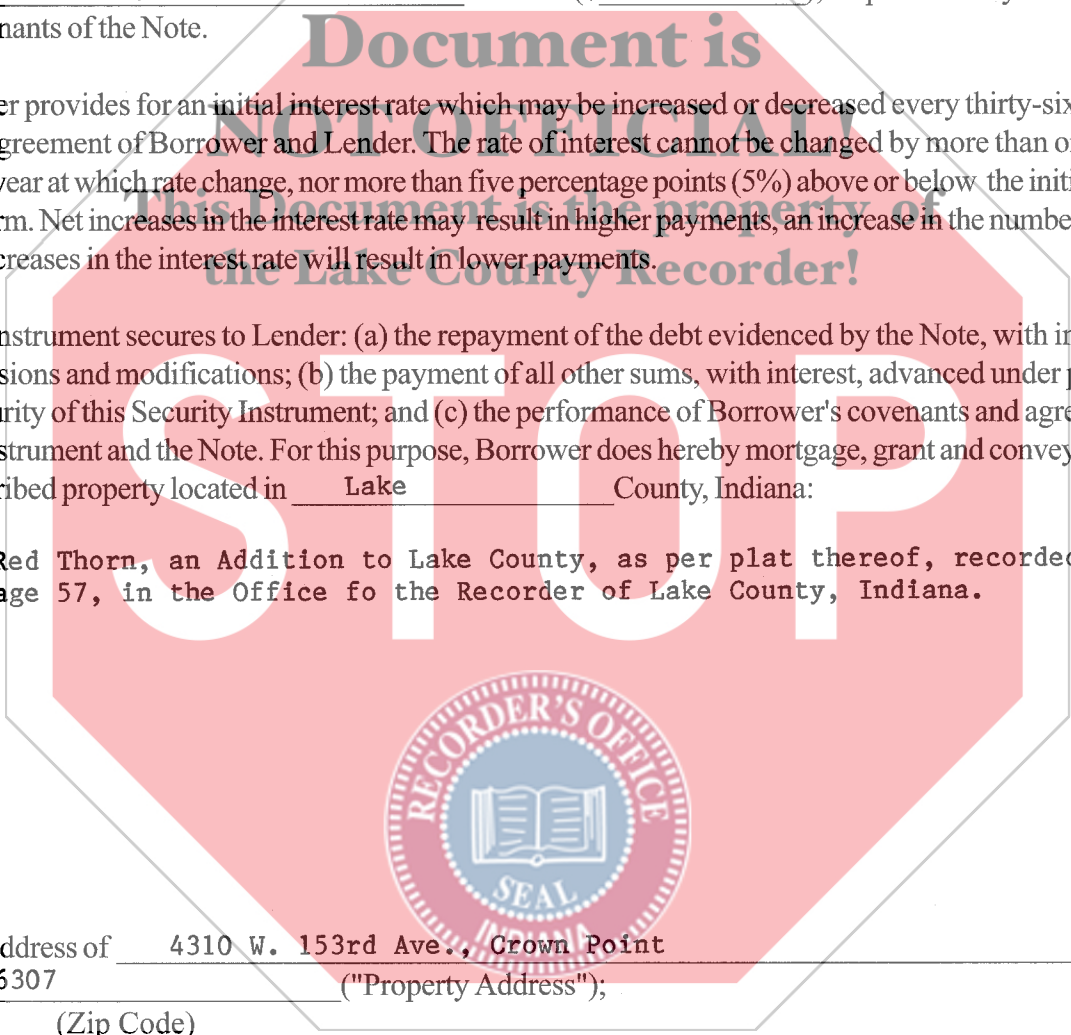 nants of the Note.
Document is
er provides for an initial interest rate which may be increased or decreased every thirty-six
NOT OFFICIAL!
greement of Borrower and Lender. The rate of interest cannot be changed by more than o
year at which rate change, nor more than five percentage points (5%) above or below the initi
This Document is the property of
rm. Net increases in the interest rate may result in higher payments, an increase in the numbe
creases in the interest rate will result in lower payments.
the Lake County Recorder!
nstrument secures to Lender: (a) the repayment of the debt evidenced by the Note, with in
sions and modifications; (b) the payment of all other sums, with interest, advanced under p
rity of this Security Instrument; and (c) the performance of Borrower's covenants and agre
strument and the Note. For this purpose, Borrower does hereby mortgage, grant and convey
ribed property located in Lake County, Indiana:
STOP
Red Thorn, an Addition to Lake County, as per plat thereof, recorded
age 57, in the Office fo the Recorder of Lake County, Indiana.
RECORDER'S OFFICE
SEAL
INDIANA
ddress of 4310 W. 153rd Ave., Crown Point
6307 ("Property Address");
(Zip Code)